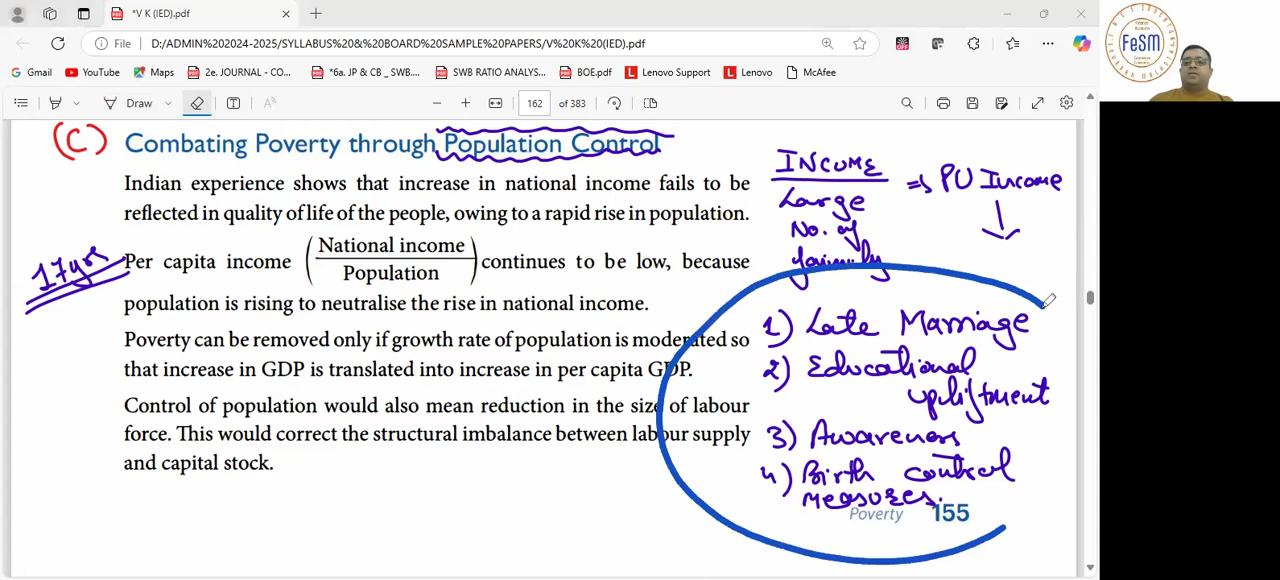 *V K (IED).pdf
File D:/ADMIN%202024-2025/SYLLABUS%20&%20BOARD%20SAMPLE%20PAPERS/V%20K%20(IED).pdf
Gmail YouTube Maps 2e. JOURNAL - CO... *6a. JP & CB _SWB.... SWB RATIO ANALYS... BOE.pdf Lenovo Support Lenovo McAfee
Draw 162 of 383
FeSM
(C) Combating Poverty through Population Control
Indian experience shows that increase in national income fails to be
reflected in quality of life of the people, owing to a rapid rise in population.
17yrs
Per capita income (National income
Population) continues to be low, because
population is rising to neutralise the rise in national income.
Poverty can be removed only if growth rate of population is moderated so
that increase in GDP is translated into increase in per capita GDP.
Control of population would also mean reduction in the size of labour
force. This would correct the structural imbalance between labour supply
and capital stock.
INCOME
Large
No. of
family
⇒ PU Income ↓
1) Late Marriage
2) Educational
upliftment
3) Awareness
4) Birth control
measures.
Poverty 155